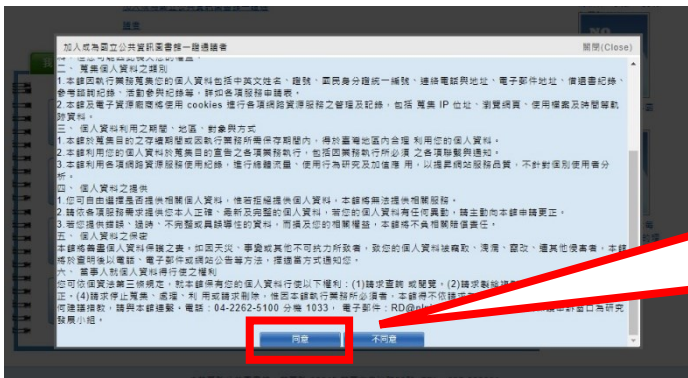 加入成為國立公共資訊圖書館一證通讀者
關閉(Close)
二、 蒐集個人資料之類別
1.本館因執行業務蒐集您的個人資料包括中英文姓名、證號、國民身分證統一編號、連絡電話與地址、電子郵件地址、借還書紀錄、
參考諮詢紀錄、活動參與紀錄等，詳如各項服務申請表。
2.本館及電子資源廠商將使用 cookies 進行各項網路資源服務之管理及記錄，包括 蒐集 IP 位址、瀏覽網頁、使用檔案及時間等軌
跡資料。
三、 個人資料利用之期間、地區、對象與方式
1.本館於蒐集目的之存續期間或因執行業務所需保存期間內，得於臺灣地區內合理 利用您的個人資料。
2.本館利用您的個人資料於蒐集目的宣告之各項業務執行，包括因業務執行所必須 之各項聯繫與通知。
3.本館利用各項網路資源服務使用紀錄，進行總體流量、使用行為研究及加值應 用，以提昇網站服務品質，不針對個別使用者分
析。
四、 個人資料之提供
1.您可自由選擇是否提供相關個人資料，惟若拒絕提供個人資料，本館將無法提供相關服務。
2.請依各項服務需求提供您本人正確、最新及完整的個人資料，若您的個人資料有任何異動，請主動向本館申請更正。
3.若您提供錯誤、過時、不完整或具誤導性的資料，而損及您的相關權益，本館將不負相關賠償責任。
五、 個人資料之保密
本館將善盡個人資料保護之責。如因天災、事變或其他不可抗力所致者，致您的個人資料被竊取、洩漏、竄改、遭其他侵害者，本館
將於查明後以電話、電子郵件或網站公告等方法，擇適當方式通知您。
六、 當事人就個人資料得行使之權利
您可依個資法第三條規定，就本館保有您的個人資料行使以下權利：(1)請求查詢 或閱覽。(2)請求製給
正。(4)請求停止蒐集、處理、利 用或請求刪除，惟因本館執行業務所必須者，本館得不依請求
何建議指教，請與本館連繫，電話：04-2262-5100 分機 1033， 電子郵件：RD@
窗口為研究
發展小組。
同意
不同意